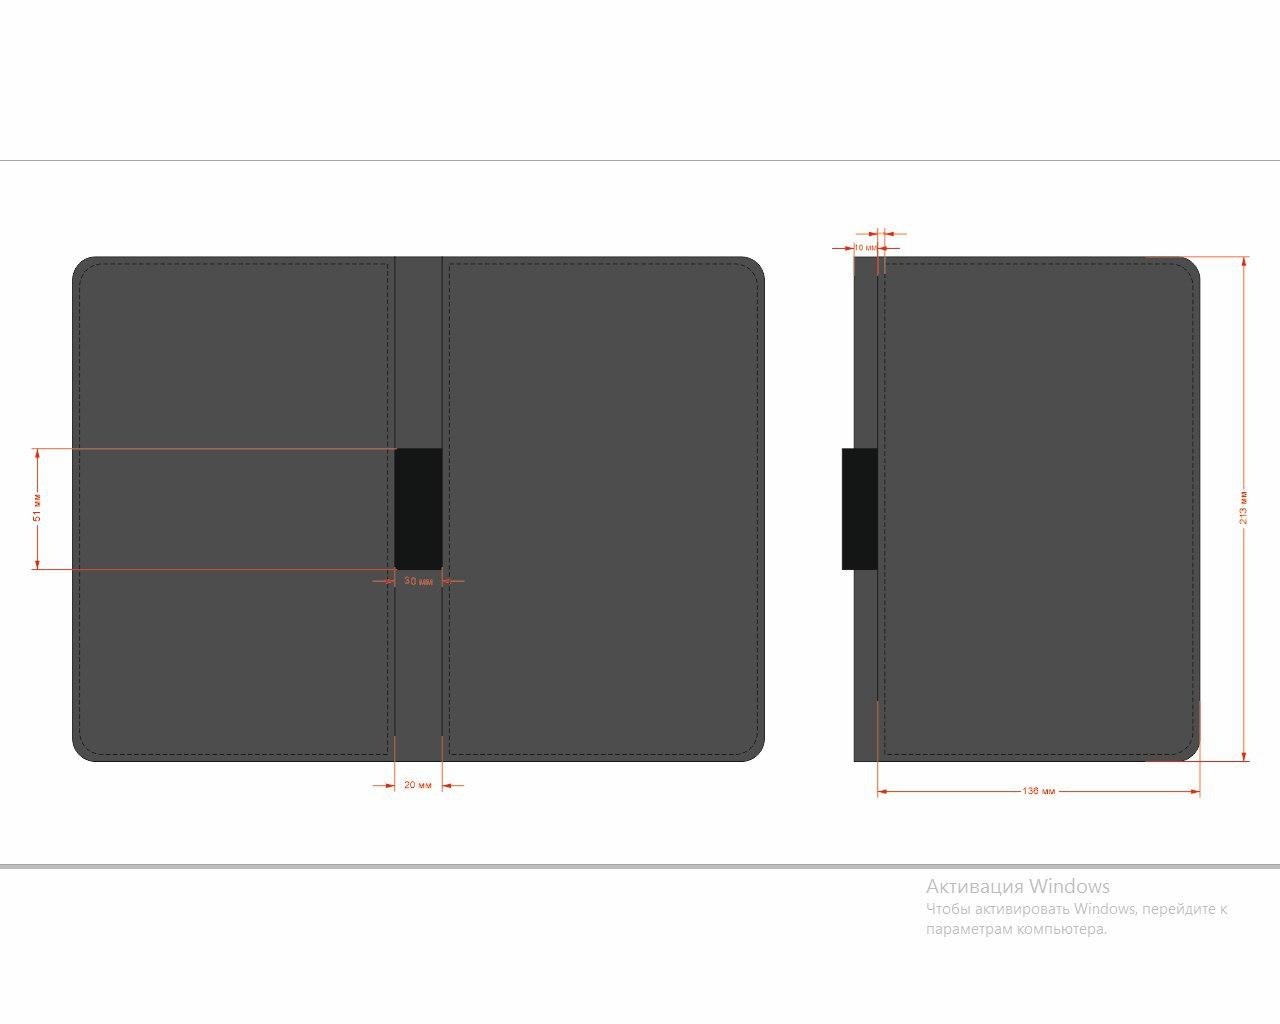 10 мм
51 мм
30 мм
213 мм
20 мм
136 мм
Активация Windows
Чтобы активировать Windows, перейдите к
параметрам компьютера.